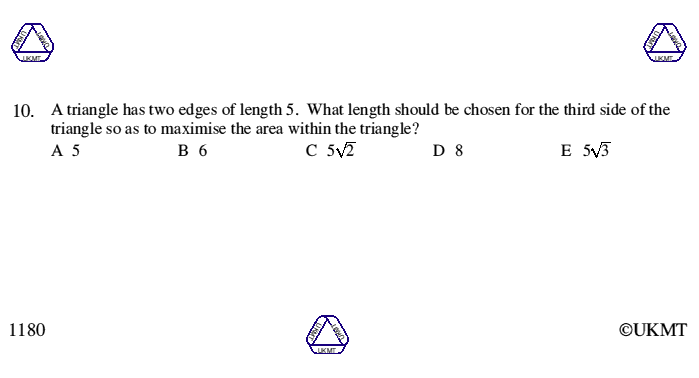 UKMT UKMT UKMT UKMT UKMT UKMT
10. A triangle has two edges of length 5. What length should be chosen for the third side of the
triangle so as to maximise the area within the triangle?
A 5 B 6 C 5√2 D 8 E 5√3
1180 UKMT UKMT UKMT ©UKMT